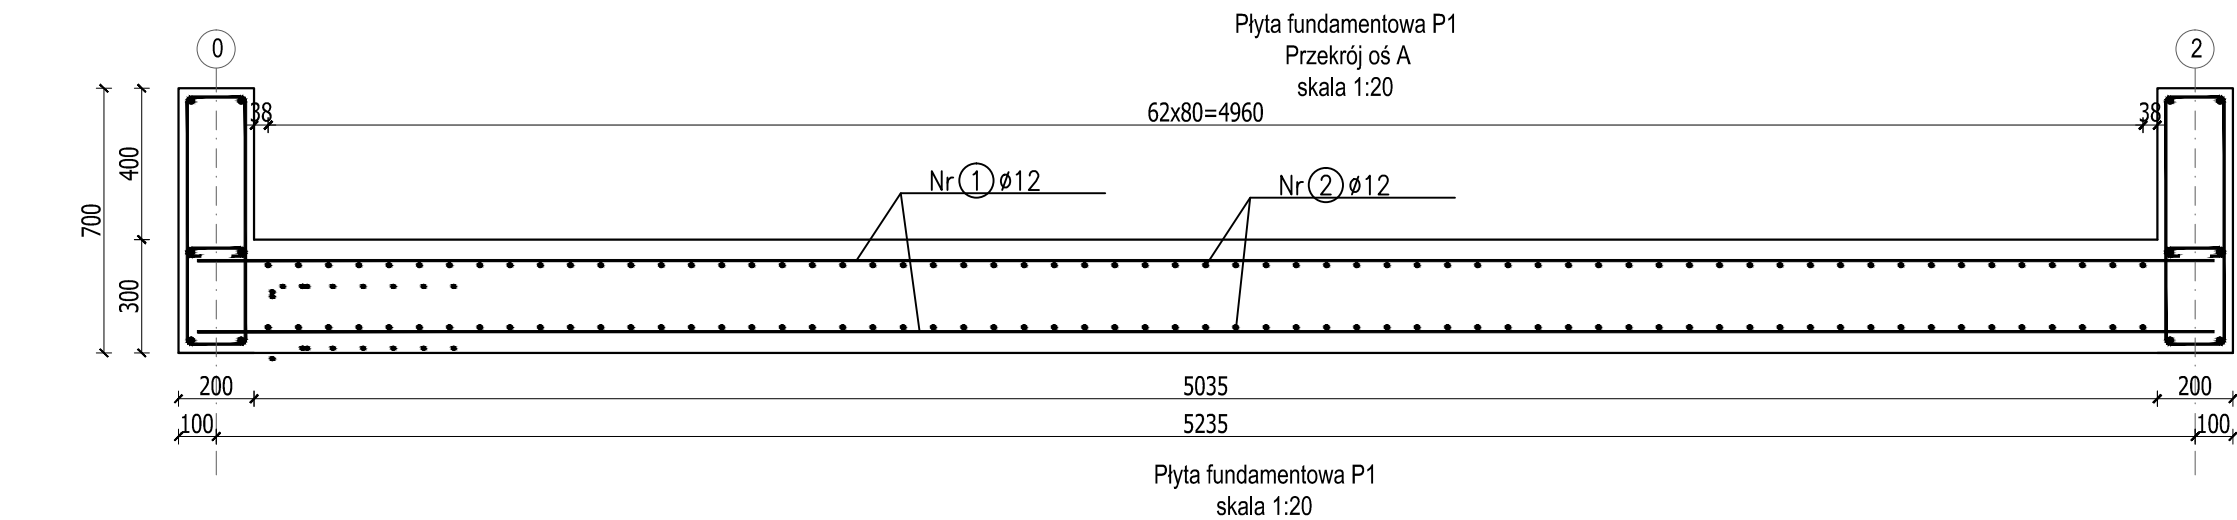 Płyta fundamentowa P1
Przekrój oś A
skala 1:20
0
2
38
62x80=4960
38
400
700
300
Nr 1 ø12
Nr 2 ø12
200
5035
200
100
5235
100
Płyta fundamentowa P1
skala 1:20